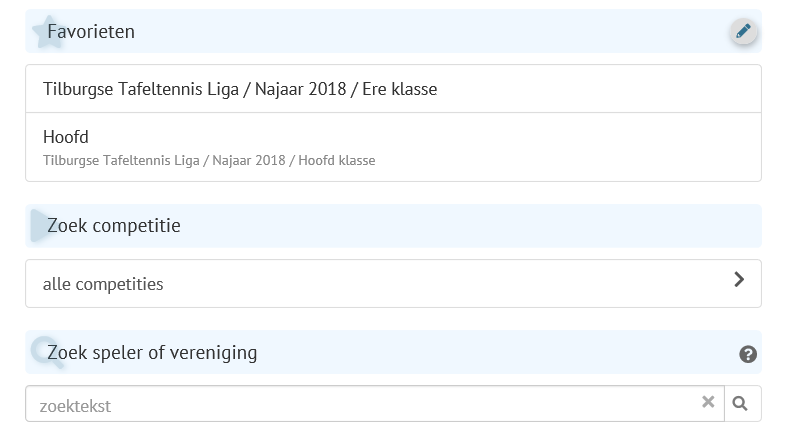 Favorieten
Tilburgse Tafeltennis Liga / Najaar 2018 / Ere klasse
Hoofd
Tilburgse Tafeltennis Liga / Najaar 2018 / Hoofd klasse
Zoek competitie
alle competities
Zoek speler of vereniging
zoektekst